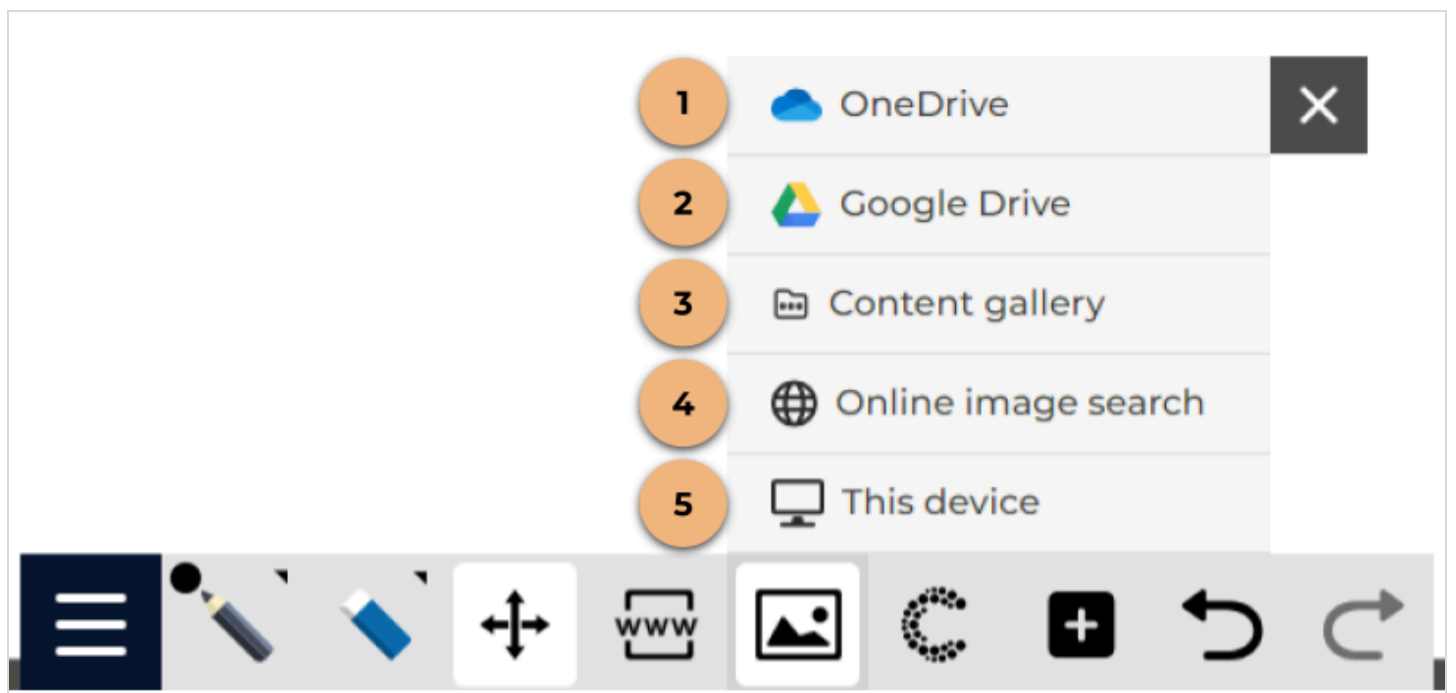 1 OneDrive
2 Google Drive
3 Content gallery
4 Online image search
5 This device
www